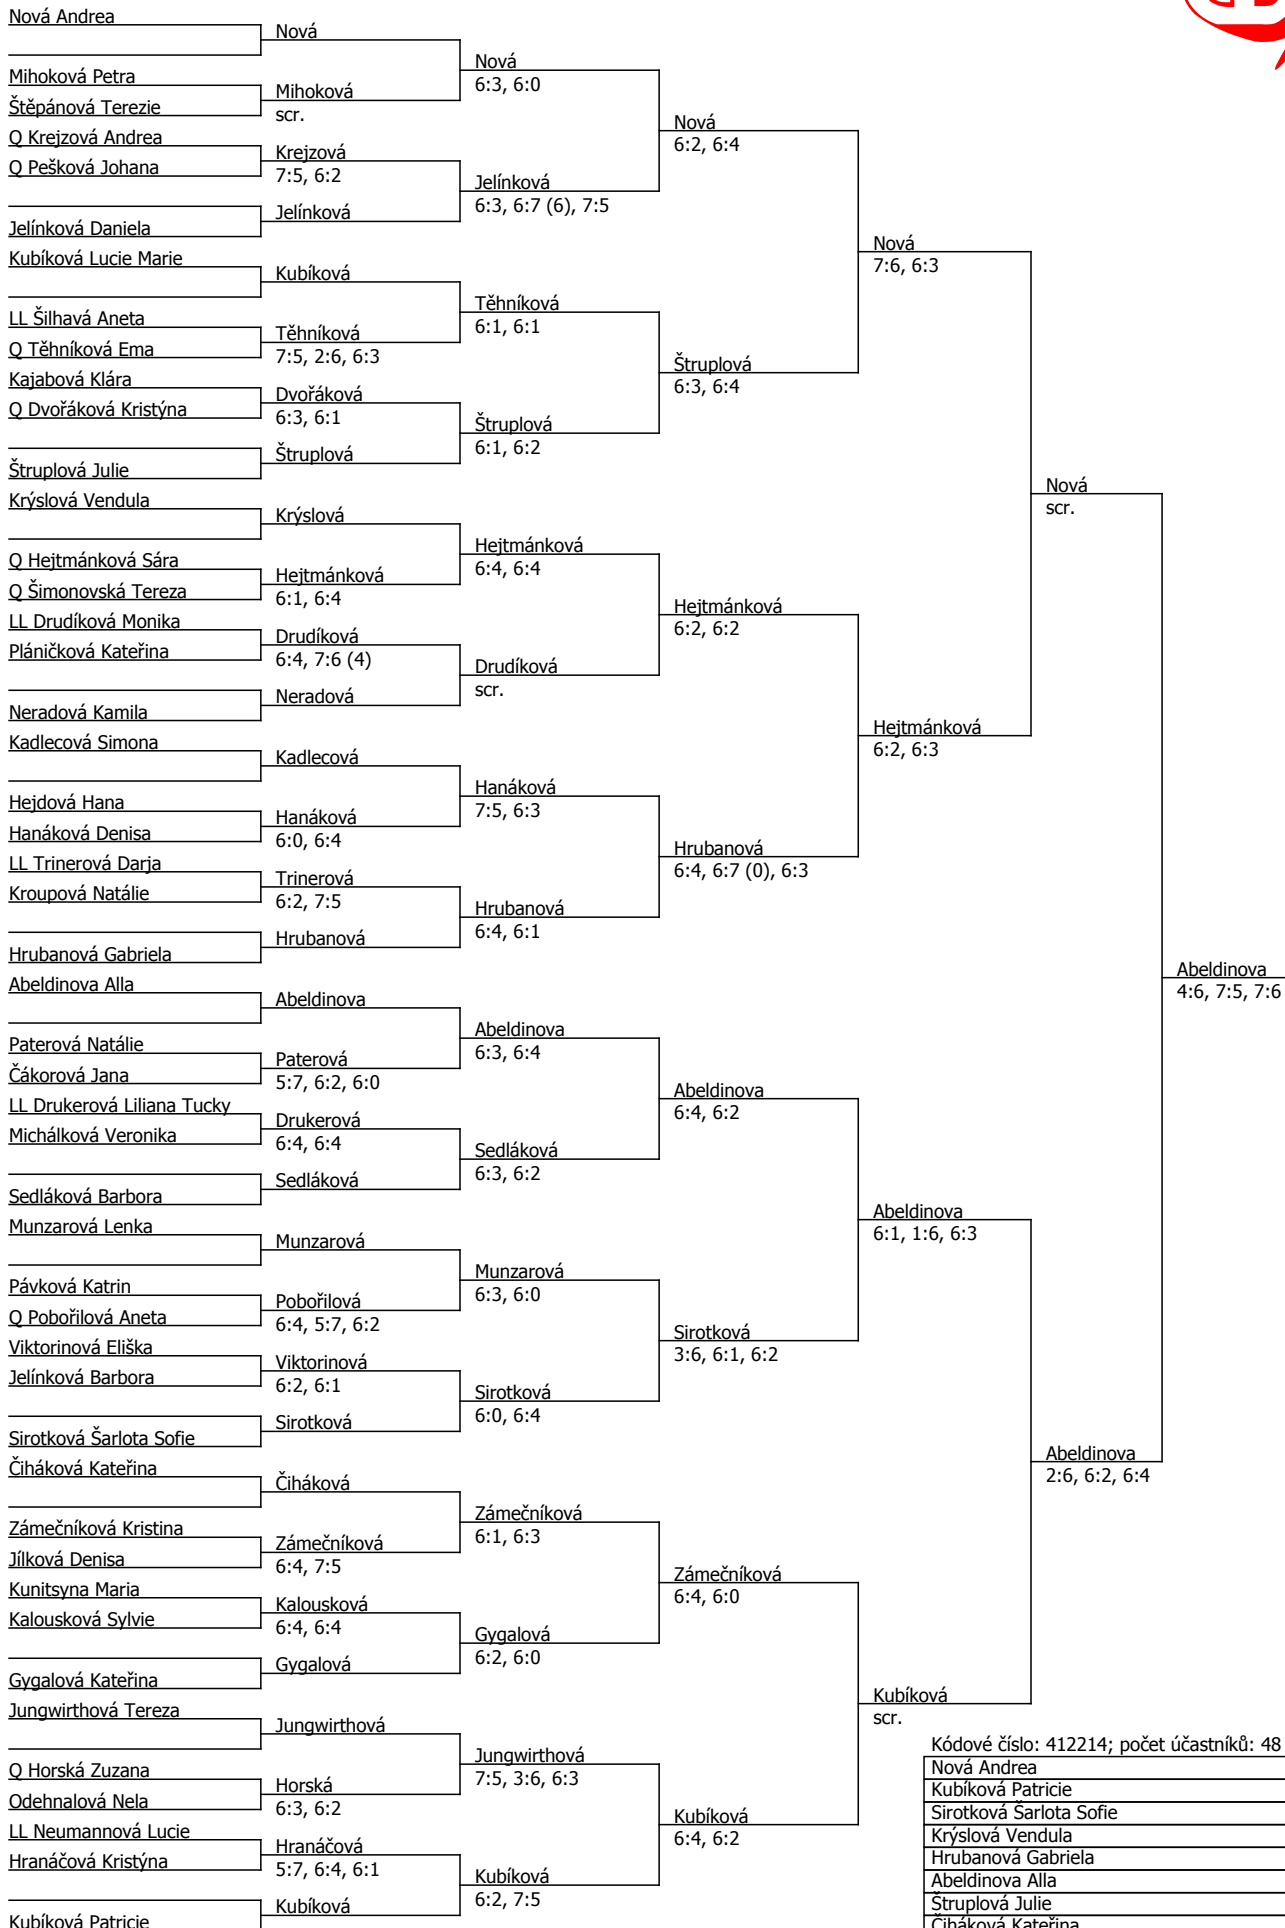 Nová Andrea
Mihoková Petra
Štěpánová Terezie
Q Krejzová Andrea
Q Pešková Johana
Jelínková Daniela
Kubíková Lucie Marie
LL Šilhavá Aneta
Q Těhníková Ema
Kajabová Klára
Q Dvořáková Kristýna
Štruplová Julie
Krýslová Vendula
Q Hejtmánková Sára
Q Šimonovská Tereza
LL Drudíková Monika
Pláničková Kateřina
Neradová Kamila
Kadlecová Simona
Hejdová Hana
Hanáková Denisa
LL Trinerová Darja
Kroupová Natálie
Hrubanová Gabriela
Abeldinova Alla
Paterová Natálie
Čákorová Jana
LL Drukerová Liliana Tucky
Michálková Veronika
Sedláková Barbora
Munzarová Lenka
Pávková Katrin
Q Pobořilová Aneta
Viktorinová Eliška
Jelínková Barbora
Sirotková Šarlota Sofie
Čiháková Kateřina
Zámečníková Kristina
Jílková Denisa
Kunitsyna Maria
Kalousková Sylvie
Gygalová Kateřina
Jungwirthová Tereza
Q Horská Zuzana
Odehnalová Nela
LL Neumannová Lucie
Hranáčová Kristýna
Kubíková Patricie
Nová
Mihoková
scr.
Krejzová
7:5, 6:2
Jelínková
Kubíková
Těhníková
7:5, 2:6, 6:3
Dvořáková
6:3, 6:1
Štruplová
Krýslová
Hejtmánková
6:1, 6:4
Drudíková
6:4, 7:6 (4)
Neradová
Kadlecová
Hanáková
6:0, 6:4
Trinerová
6:2, 7:5
Hrubanová
Abeldinova
Paterová
5:7, 6:2, 6:0
Drukerová
6:4, 6:4
Sedláková
Munzarová
Pobořilová
6:4, 5:7, 6:2
Viktorinová
6:2, 6:1
Sirotková
Čiháková
Zámečníková
6:4, 7:5
Kalousková
6:4, 6:4
Gygalová
Jungwirthová
Horská
6:3, 6:2
Hranáčová
5:7, 6:4, 6:1
Kubíková
Nová
6:3, 6:0
Jelínková
6:3, 6:7 (6), 7:5
Těhníková
6:1, 6:1
Štruplová
6:1, 6:2
Hejtmánková
6:4, 6:4
Drudíková
scr.
Hanáková
7:5, 6:3
Hrubanová
6:4, 6:1
Abeldinova
6:3, 6:4
Sedláková
6:3, 6:2
Munzarová
6:3, 6:0
Sirotková
6:0, 6:4
Zámečníková
6:1, 6:3
Gygalová
6:2, 6:0
Jungwirthová
7:5, 3:6, 6:3
Kubíková
6:2, 7:5
Nová
6:2, 6:4
Štruplová
6:3, 6:4
Hejtmánková
6:2, 6:2
Hrubanová
6:4, 6:7 (0), 6:3
Abeldinova
6:4, 6:2
Sirotková
3:6, 6:1, 6:2
Zámečníková
6:4, 6:0
Kubíková
6:4, 6:2
Nová
7:6, 6:3
Hejtmánková
6:2, 6:3
Abeldinova
6:1, 1:6, 6:3
Kubíková
scr.
Nová
scr.
Abeldinova
2:6, 6:2, 6:4
Abeldinova
4:6, 7:5, 7:6
Kódové číslo: 412214; počet účastníků: 48
Nová Andrea
Kubíková Patricie
Sirotková Šarlota Sofie
Krýslová Vendula
Hrubanová Gabriela
Abeldinova Alla
Štruplová Julie
Čiháková Kateřina